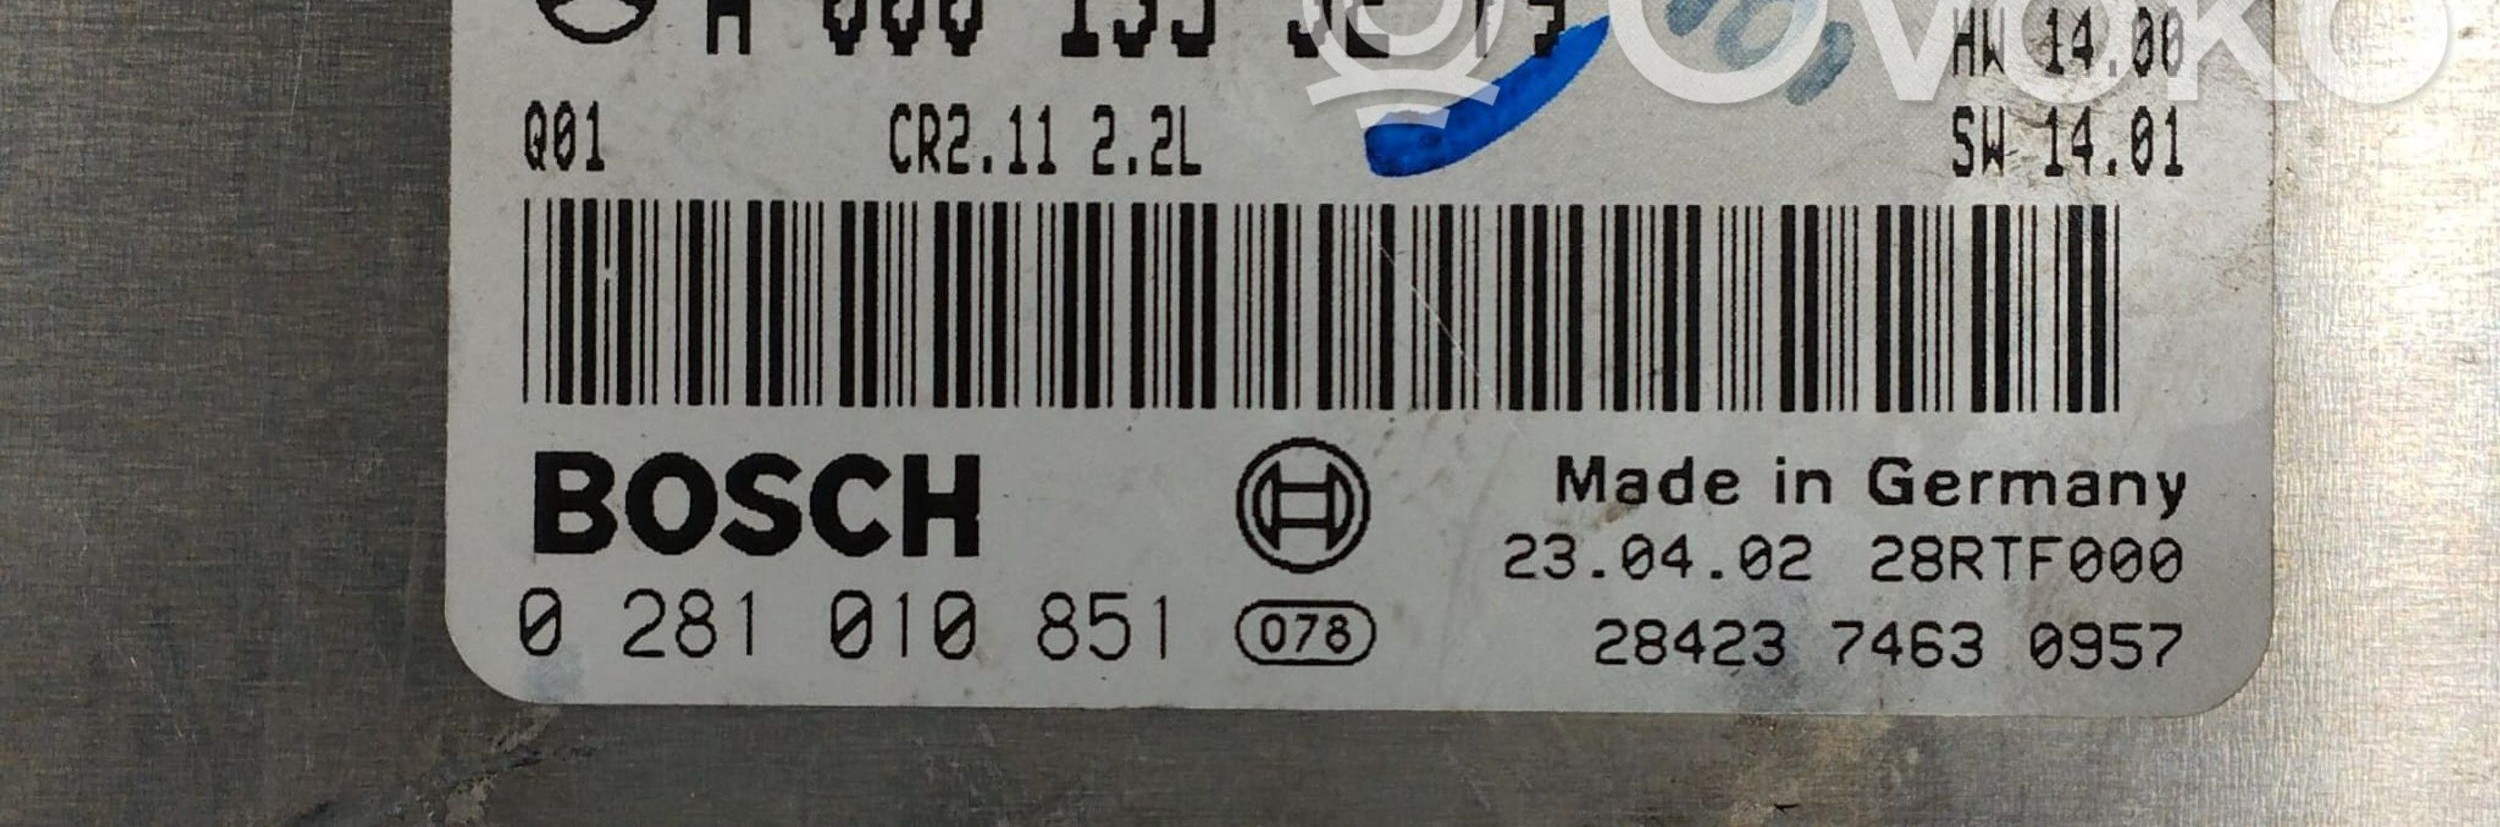 ovoko
HW 14.00
Q01 CR2.11 2.2L SW 14.01
BOSCH
Made in Germany
23.04.02 28RTF000
0 281 010 851 078 28423 7463 0957